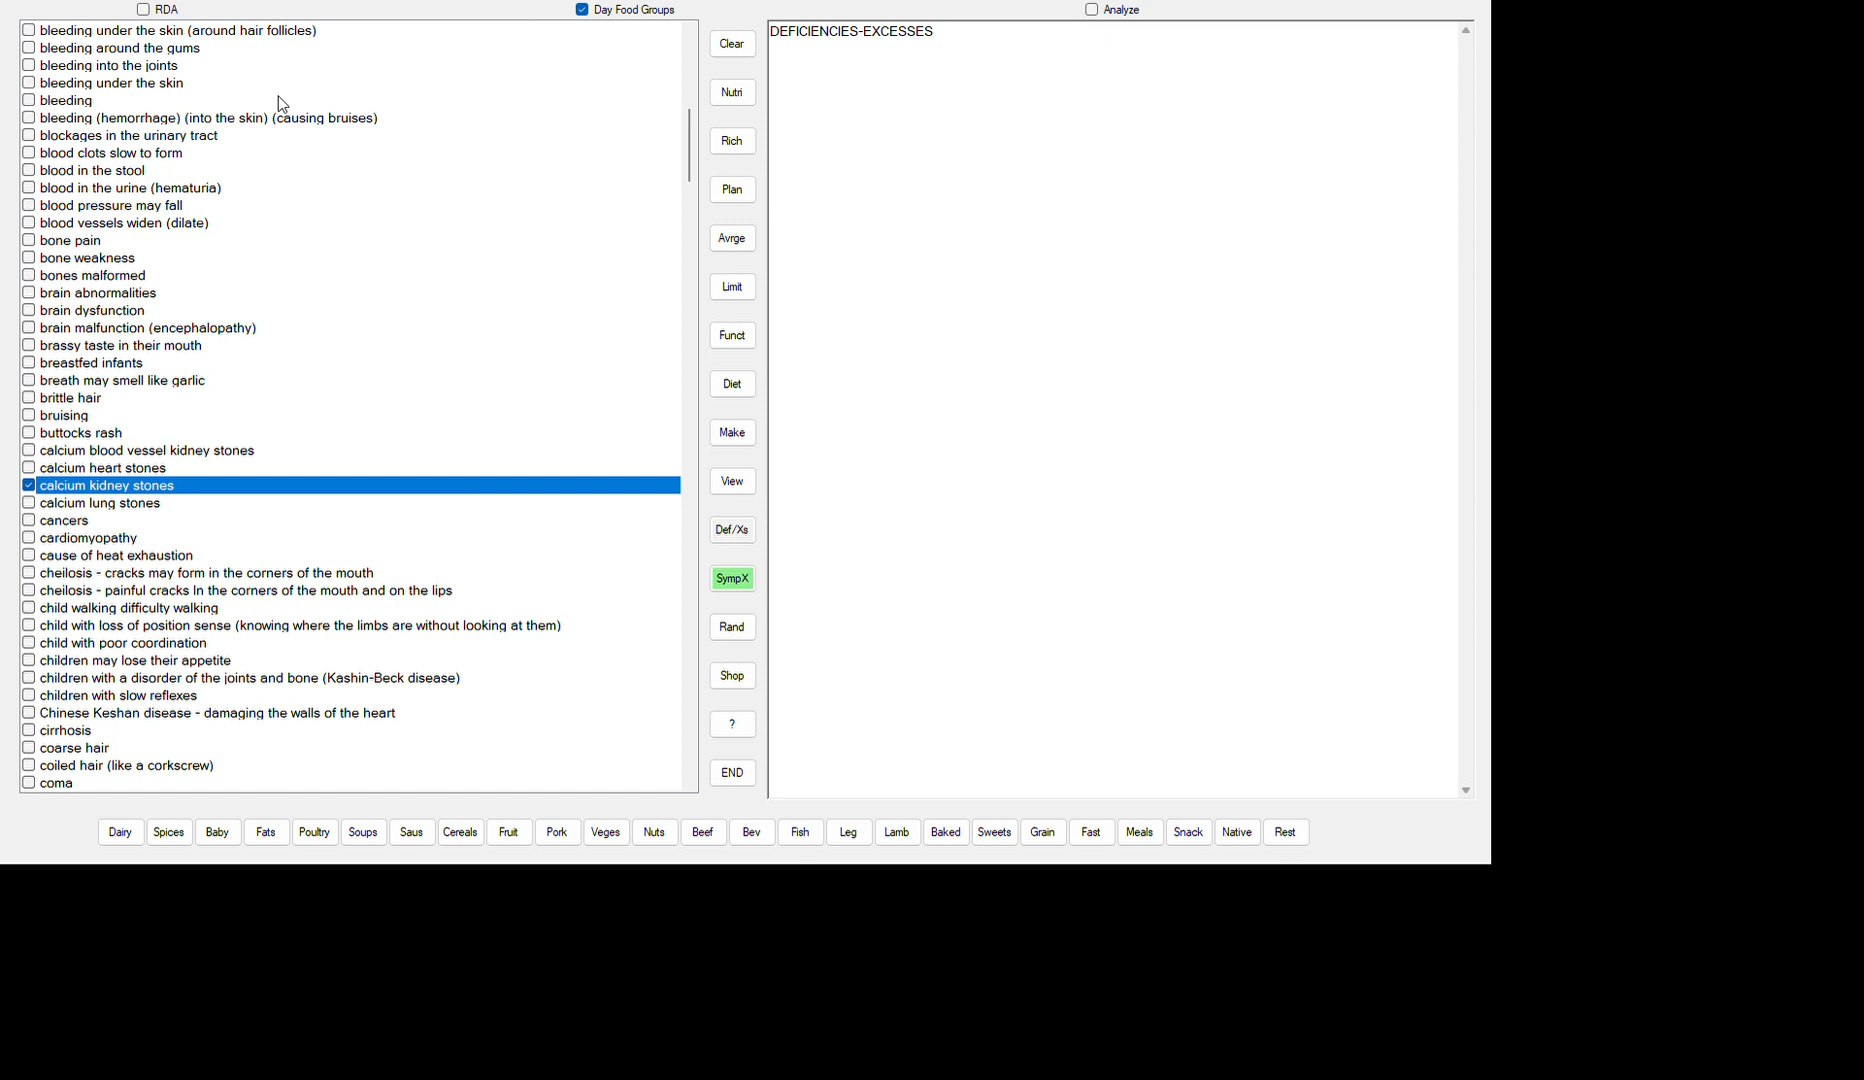 RDA
Day Food Groups
Analyze
bleeding under the skin (around hair follicles)
bleeding around the gums
bleeding into the joints
bleeding under the skin
bleeding
bleeding (hemorrhage) (into the skin) (causing bruises)
blockages in the urinary tract
blood clots slow to form
blood in the stool
blood in the urine (hematuria)
blood pressure may fall
blood vessels widen (dilate)
bone pain
bone weakness
bones malformed
brain abnormalities
brain dysfunction
brain malfunction (encephalopathy)
brassy taste in their mouth
breastfed infants
breath may smell like garlic
brittle hair
bruising
buttocks rash
calcium blood vessel kidney stones
calcium heart stones
calcium kidney stones
calcium lung stones
cancers
cardiomyopathy
cause of heat exhaustion
cheilosis - cracks may form in the corners of the mouth
cheilosis - painful cracks In the corners of the mouth and on the lips
child walking difficulty walking
child with loss of position sense (knowing where the limbs are without looking at them)
child with poor coordination
children may lose their appetite
children with a disorder of the joints and bone (Kashin-Beck disease)
children with slow reflexes
Chinese Keshan disease - damaging the walls of the heart
cirrhosis
coarse hair
coiled hair (like a corkscrew)
coma
Clear
Nutri
Rich
Plan
Avrge
Limit
Funct
Diet
Make
View
Def/Xs
SympX
Rand
Shop
?
END
DEFICIENCIES-EXCESSES
Dairy
Spices
Baby
Fats
Poultry
Soups
Saus
Cereals
Fruit
Pork
Veges
Nuts
Beef
Bev
Fish
Leg
Lamb
Baked
Sweets
Grain
Fast
Meals
Snack
Native
Rest